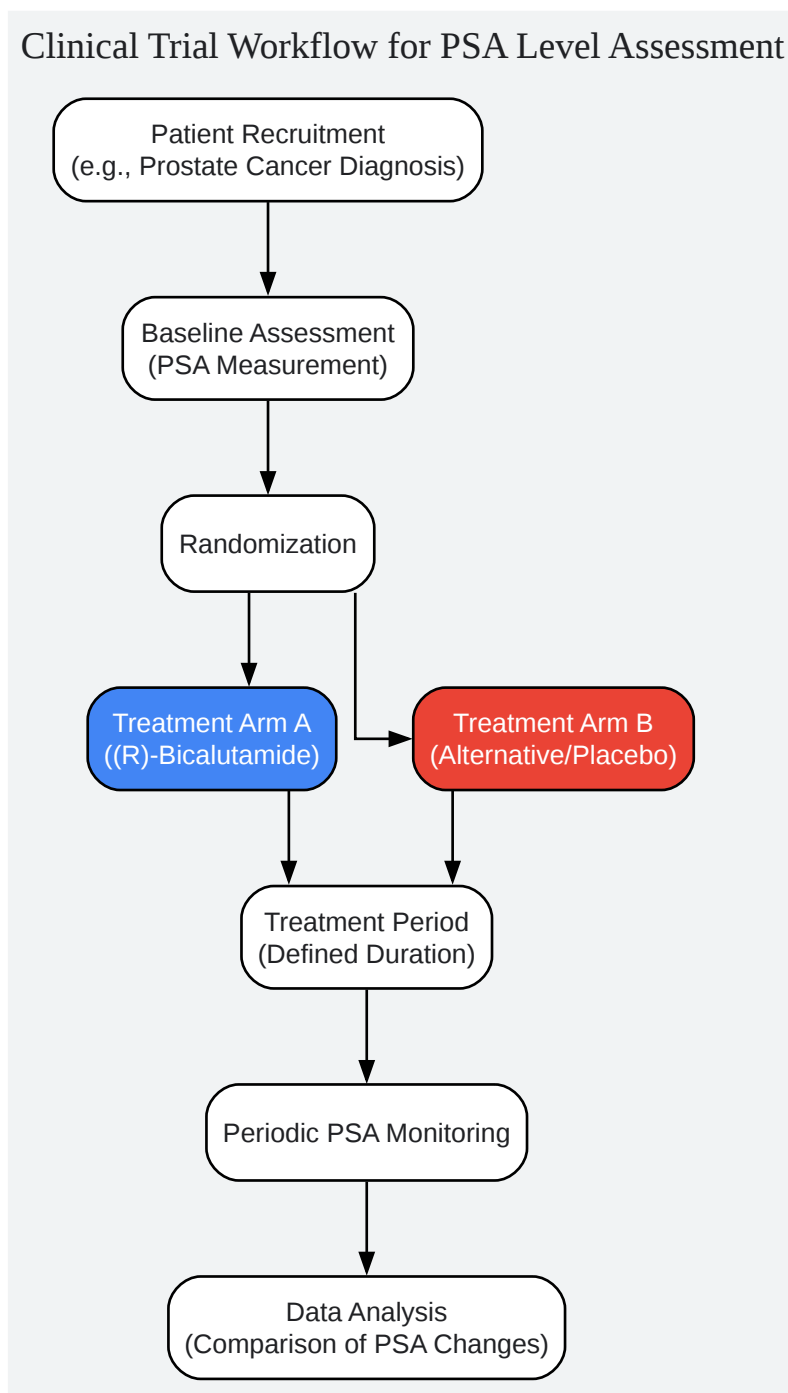 Clinical Trial Workflow for PSA Level Assessment
Patient Recruitment
(e.g., Prostate Cancer Diagnosis)
Baseline Assessment
(PSA Measurement)
Randomization
Treatment Arm A
((R)-Bicalutamide)
Treatment Arm B
(Alternative/Placebo)
Treatment Period
(Defined Duration)
Periodic PSA Monitoring
Data Analysis
(Comparison of PSA Changes)